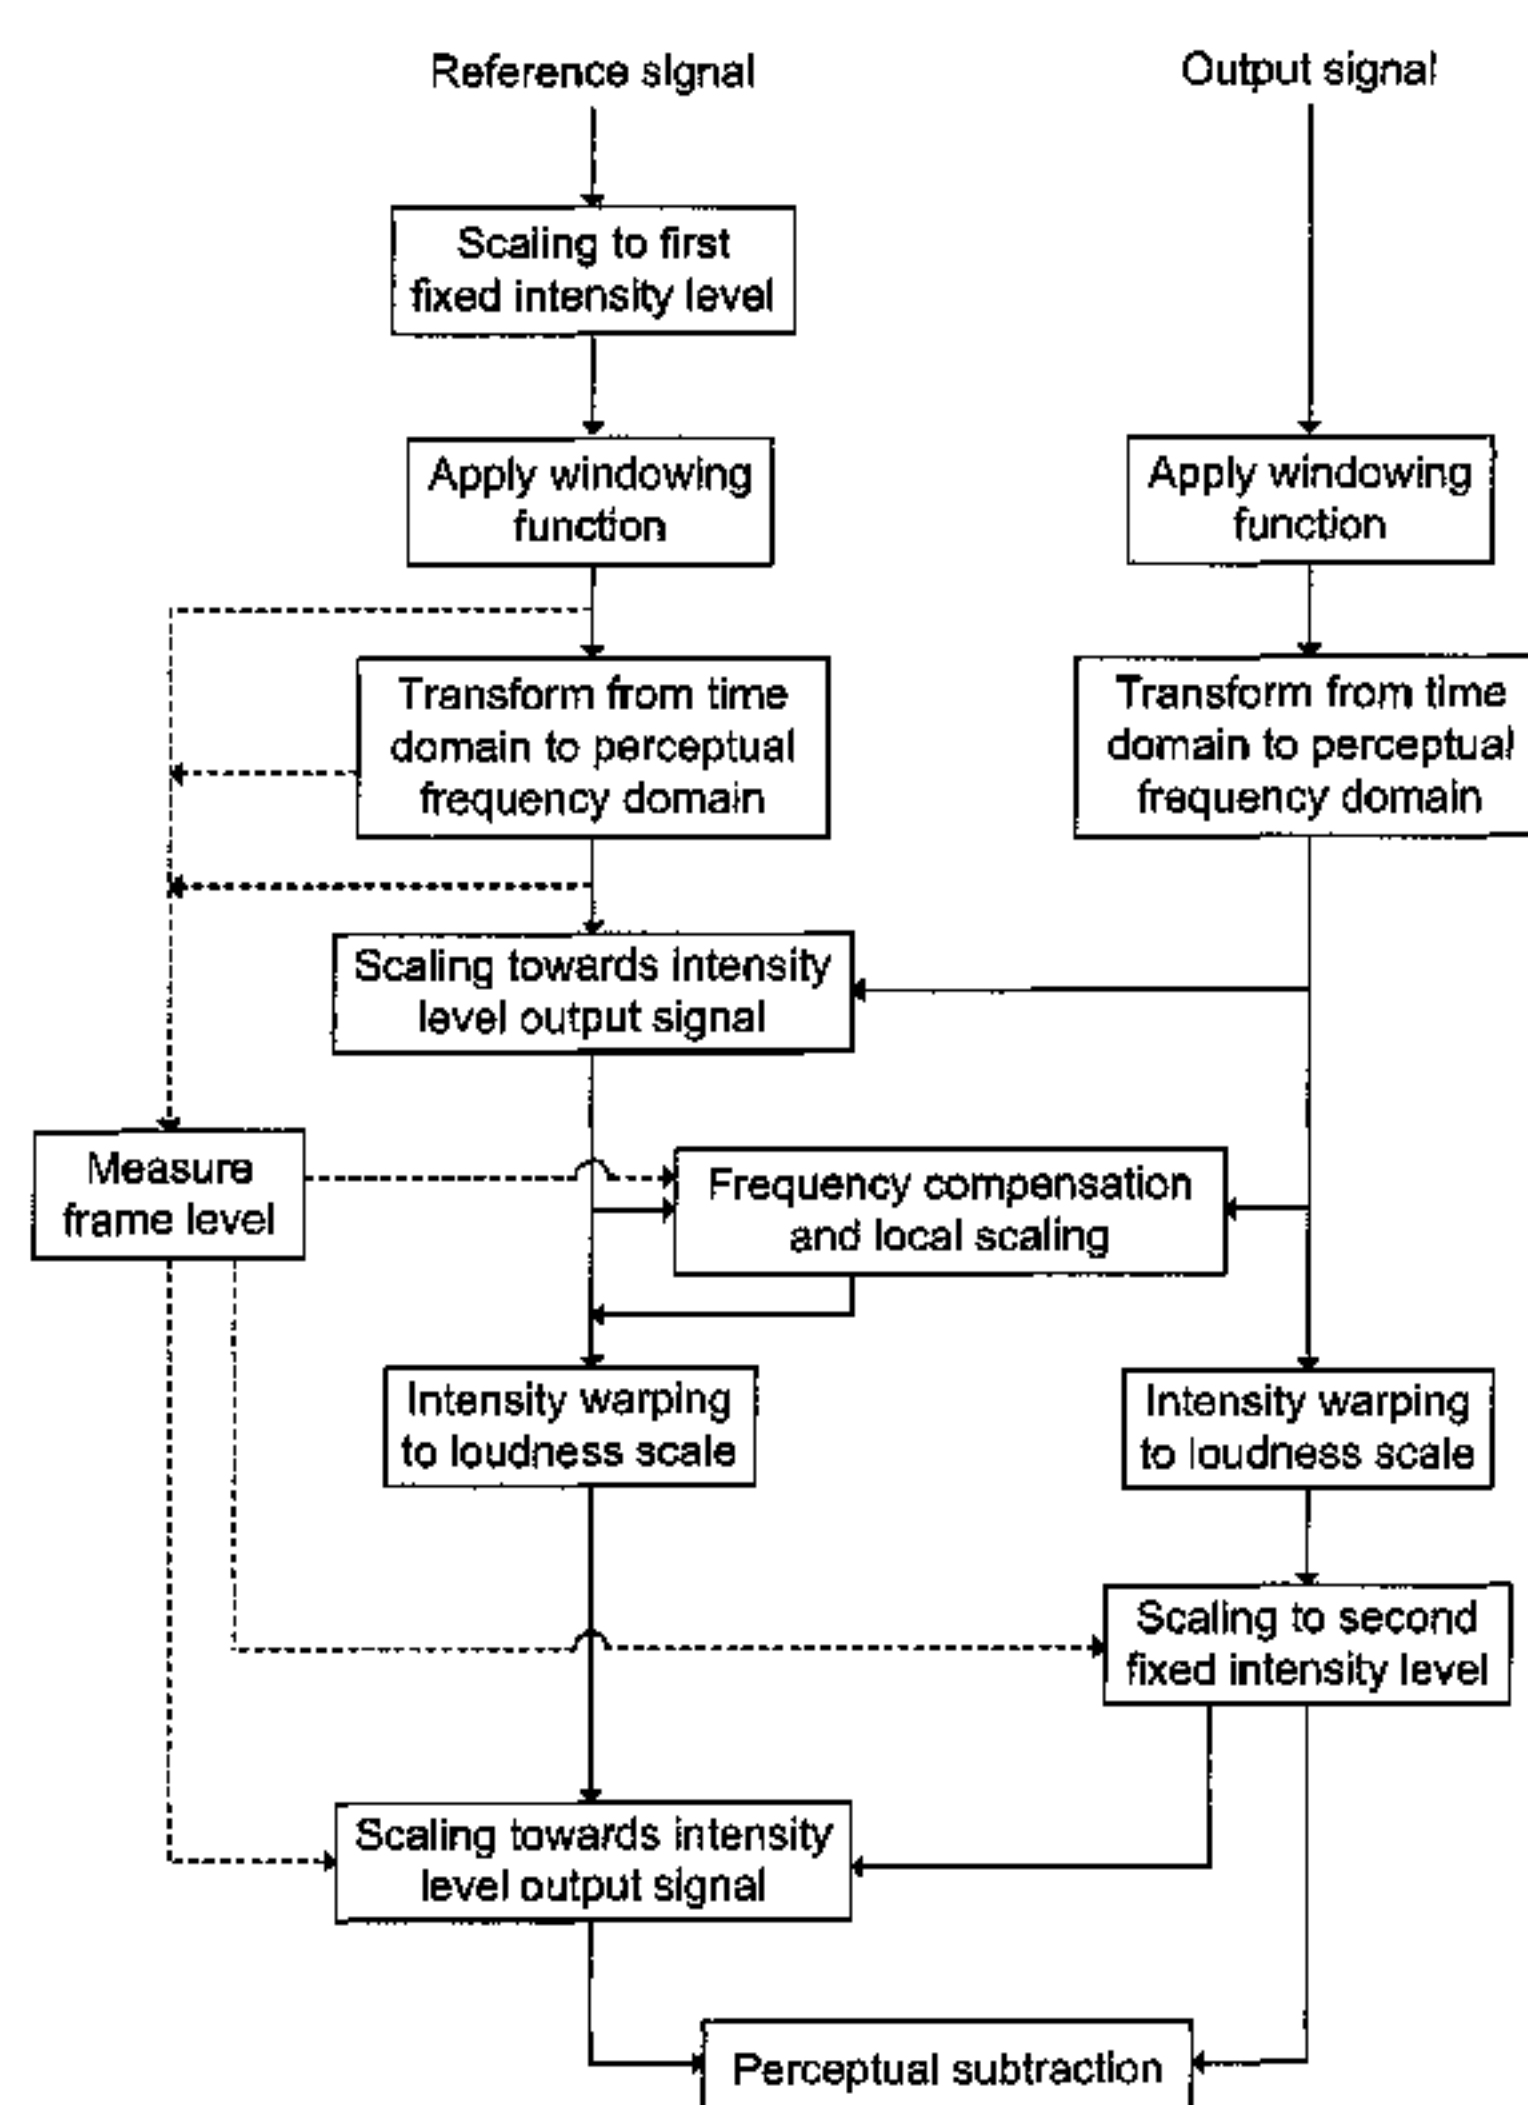 Reference signal
Output signal
Scaling to first
fixed intensity level
Apply windowing
function
Apply windowing
function
Transform from time
domain to perceptual
frequency domain
Transform from time
domain to perceptual
frequency domain
Scaling towards intensity
level output signal
Measure
frame level
Frequency compensation
and local scaling
Intensity warping
to loudness scale
Intensity warping
to loudness scale
Scaling to second
fixed intensity level
Scaling towards intensity
level output signal
Perceptual subtraction